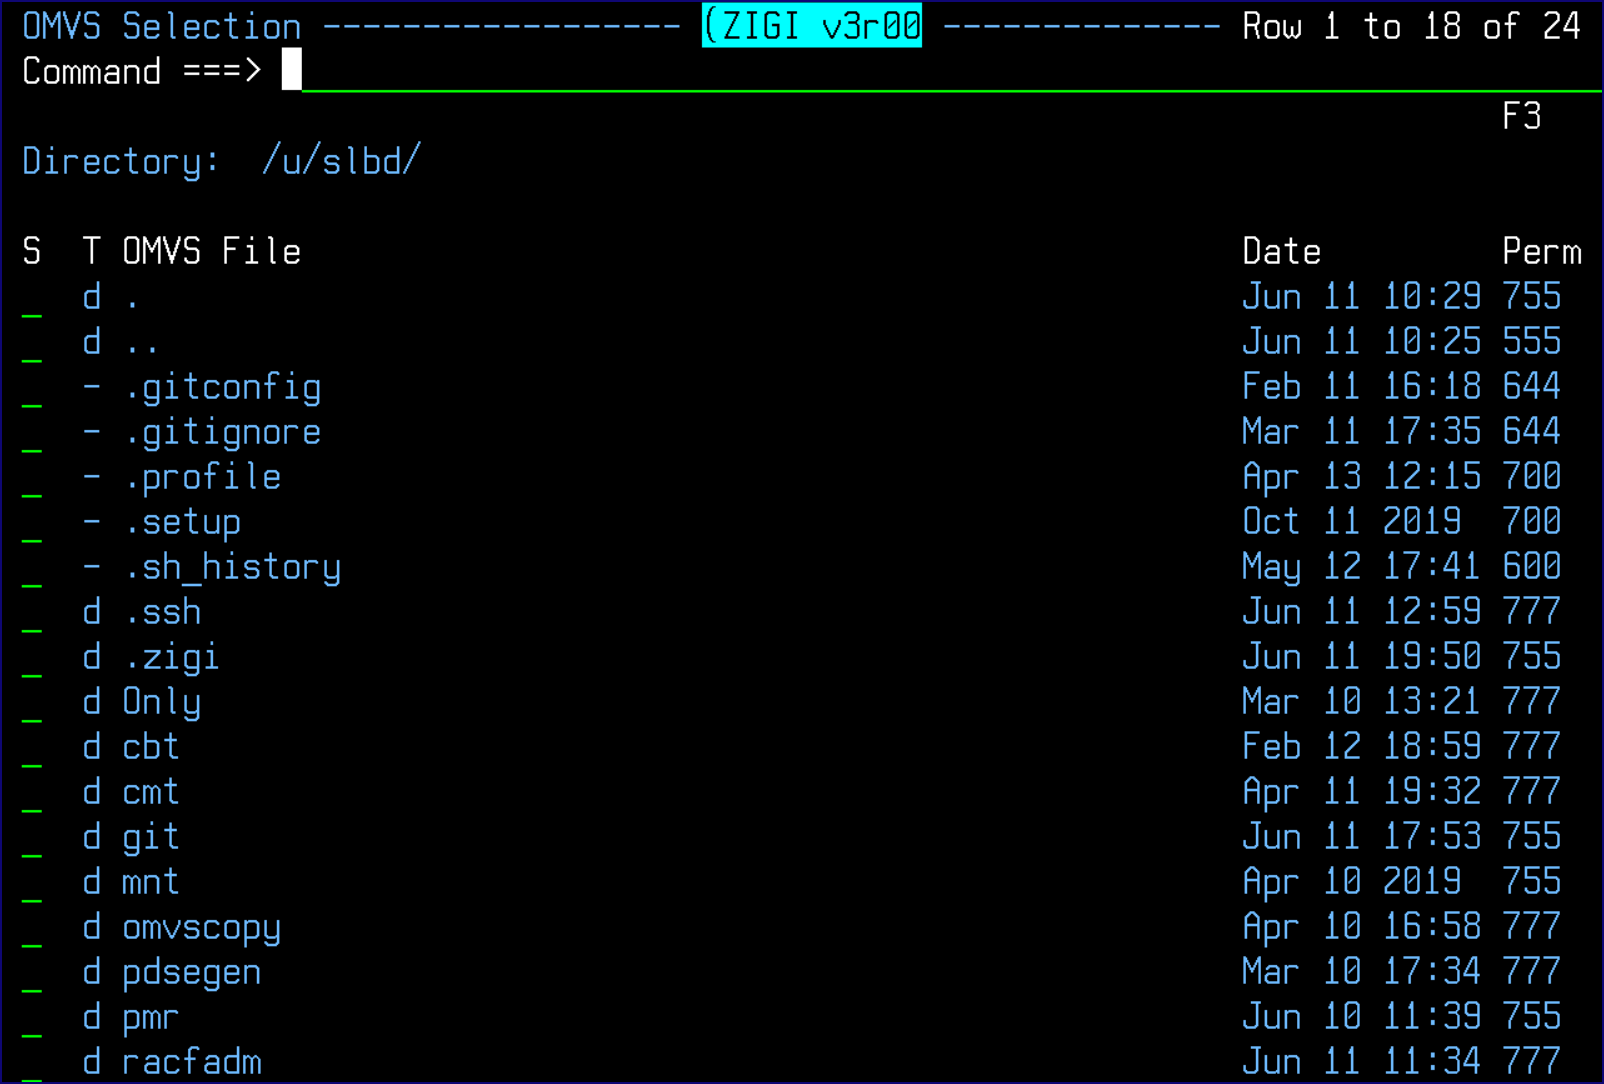 OMVS Selection ------------------ (ZIGI v3r00 -------------- Row 1 to 18 of 24
Command ===>
F3
Directory:  /u/slbd/
S  T OMVS File Date Perm
_  d . Jun 11 10:29 755
_  d .. Jun 11 10:25 555
_  - .gitconfig Feb 11 16:18 644
_  - .gitignore Mar 11 17:35 644
_  - .profile Apr 13 12:15 700
_  - .setup Oct 11 2019 700
_  - .sh_history May 12 17:41 600
_  d .ssh Jun 11 12:59 777
_  d .zigi Jun 11 19:50 755
_  d Only Mar 10 13:21 777
_  d cbt Feb 12 18:59 777
_  d cmt Apr 11 19:32 777
_  d git Jun 11 17:53 755
_  d mnt Apr 10 2019 755
_  d omvscopy Apr 10 16:58 777
_  d pdsegen Mar 10 17:34 777
_  d pmr Jun 10 11:39 755
_  d racfadm Jun 11 11:34 777